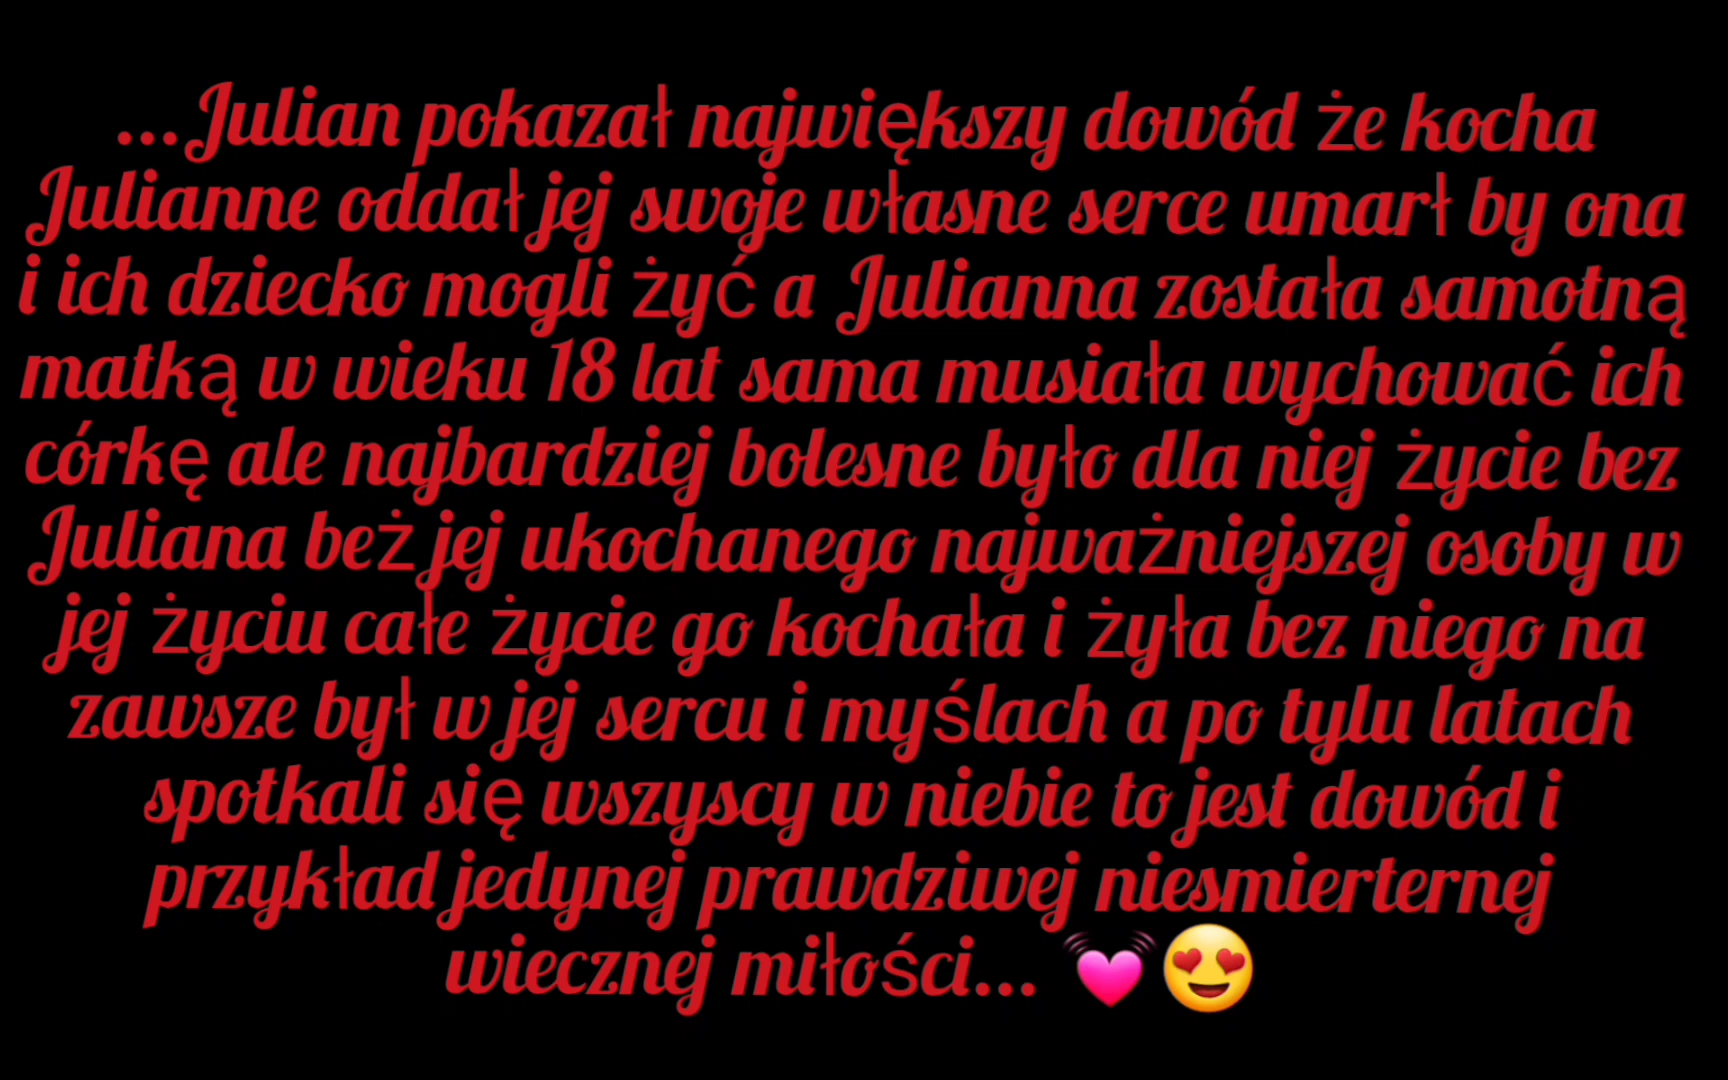 ...Julian pokazał największy dowód że kocha
Julianne oddał jej swoje własne serce umarł by ona
i ich dziecko mogli żyć a Julianna została samotną
matką w wieku 18 lat sama musiała wychować ich
córkę ale najbardziej bolesne było dla niej życie bez
Juliana beż jej ukochanego najważniejszej osoby w
jej życiu całe życie go kochała i żyła bez niego na
zawsze był w jej sercu i myślach a po tylu latach
spotkali się wszyscy w niebie to jest dowód i
przykład jedynej prawdziwej niesmierternej
wiecznej miłości... 💓😍